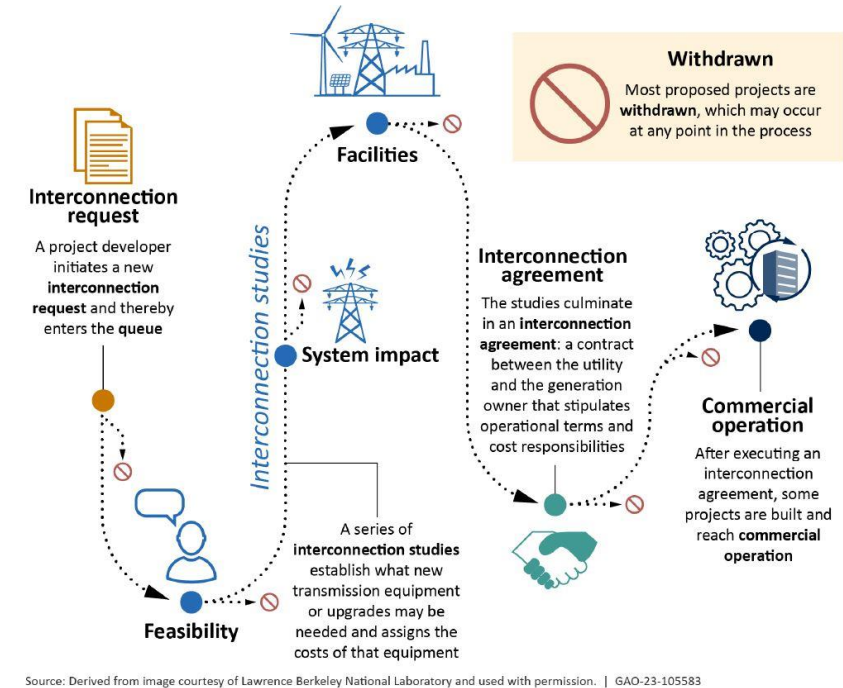 Withdrawn
Most proposed projects are
withdrawn, which may occur
at any point in the process
Interconnection
request
A project developer
initiates a new
interconnection
request and thereby
enters the queue
Feasibility
Interconnection studies
A series of
interconnection studies
establish what new
transmission equipment
or upgrades may be
needed and assigns the
costs of that equipment
System impact
Facilities
Interconnection
agreement
The studies culminate
in an interconnection
agreement: a contract
between the utility
and the generation
owner that stipulates
operational terms and
cost responsibilities
Commercial
operation
After executing an
interconnection
agreement, some
projects are built and
reach commercial
operation
Source: Derived from image courtesy of Lawrence Berkeley National Laboratory and used with permission. | GAO-23-105583